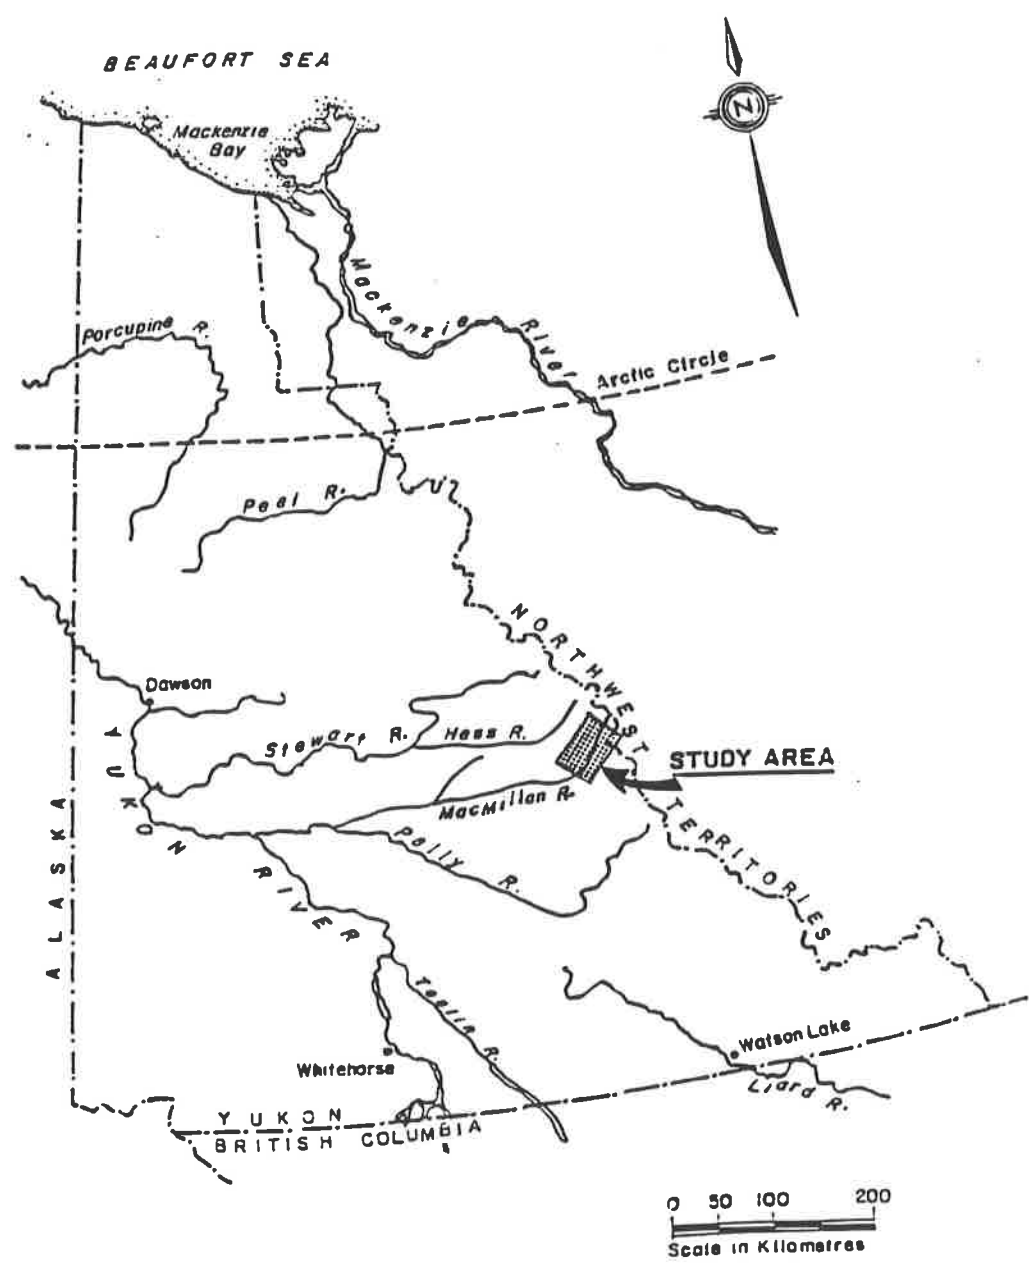 BEAUFORT SEA
Mackenzie
Bay
N
Mackenzie River
Porcupine R.
Arctic Circle
Peel R.
NORTHWEST TERRITORIES
Dawson
Stewart R.
Hess R.
STUDY AREA
MacMillan R.
YUKON RIVER
Pelly R.
ALASKA
Teslin R.
Watson Lake
Whitehorse
Liard R.
YUKON
BRITISH COLUMBIA
0 50 100 200
Scale in Kilometres